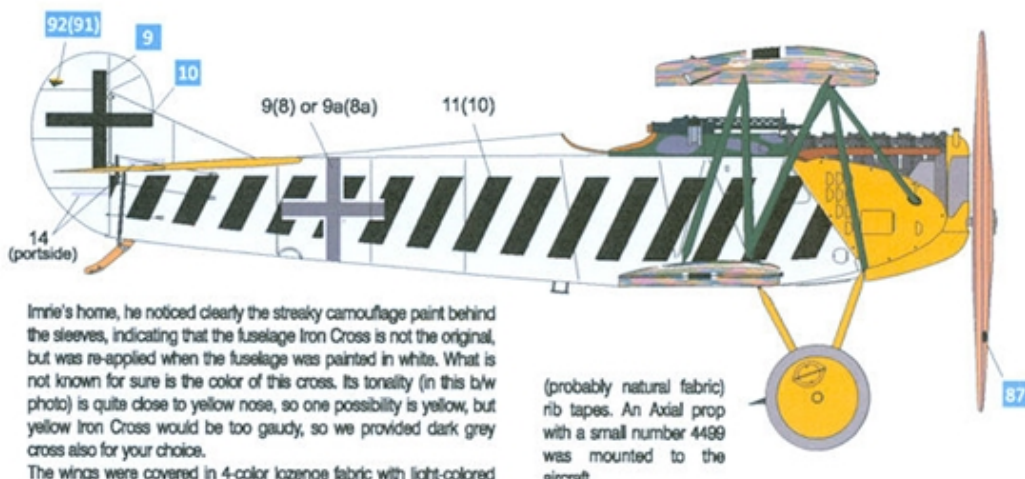 92(91)
9
10
9(8) or 9a(8a)
11(10)
14
(portside)
87
Imrie's home, he noticed clearly the streaky camouflage paint behind
the sleeves, indicating that the fuselage Iron Cross is not the original,
but was re-applied when the fuselage was painted in white. What is
not known for sure is the color of this cross. Its tonality (in this b/w
photo) is quite close to yellow nose, so one possibility is yellow, but
yellow Iron Cross would be too gaudy, so we provided dark grey
cross also for your choice.
The wings were covered in 4-color lozenge fabric with light-colored
(probably natural fabric)
rib tapes. An Axial prop
with a small number 4499
was mounted to the
aircraft.